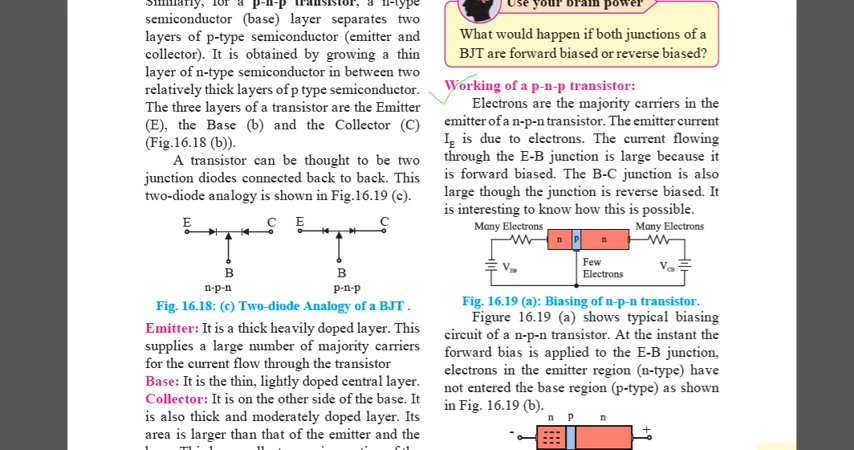 Similarly, for a p-n-p transistor, a n-type
semiconductor (base) layer separates two
layers of p-type semiconductor (emitter and
collector). It is obtained by growing a thin
layer of n-type semiconductor in between two
relatively thick layers of p type semiconductor.
The three layers of a transistor are the Emitter
(E), the Base (b) and the Collector (C)
(Fig.16.18 (b)).
A transistor can be thought to be two
junction diodes connected back to back. This
two-diode analogy is shown in Fig.16.19 (c).
E C E C
B B
n-p-n p-n-p
Fig. 16.18: (c) Two-diode Analogy of a BJT .
Emitter: It is a thick heavily doped layer. This
supplies a large number of majority carriers
for the current flow through the transistor
Base: It is the thin, lightly doped central layer.
Collector: It is on the other side of the base. It
is also thick and moderately doped layer. Its
area is larger than that of the emitter and the
Use your brain power
What would happen if both junctions of a
BJT are forward biased or reverse biased?
Working of a p-n-p transistor:
Electrons are the majority carriers in the
emitter of a n-p-n transistor. The emitter current
IE is due to electrons. The current flowing
through the E-B junction is large because it
is forward biased. The B-C junction is also
large though the junction is reverse biased. It
is interesting to know how this is possible.
Many Electrons Many Electrons
n p n
VEB Few VCB
Electrons
Fig. 16.19 (a): Biasing of n-p-n transistor.
Figure 16.19 (a) shows typical biasing
circuit of a n-p-n transistor. At the instant the
forward bias is applied to the E-B junction,
electrons in the emitter region (n-type) have
not entered the base region (p-type) as shown
in Fig. 16.19 (b).
n p n
- +